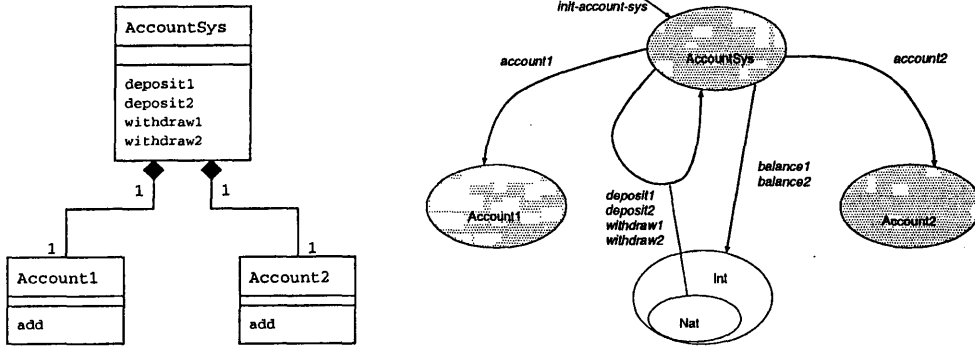 AccountSys
deposit1
deposit2
withdraw1
withdraw2
1
1
1
1
Account1
add
Account2
add
init-account-sys
AccountSys
account1
account2
balance1
balance2
deposit1
deposit2
withdraw1
withdraw2
Account1
Account2
Int
Nat